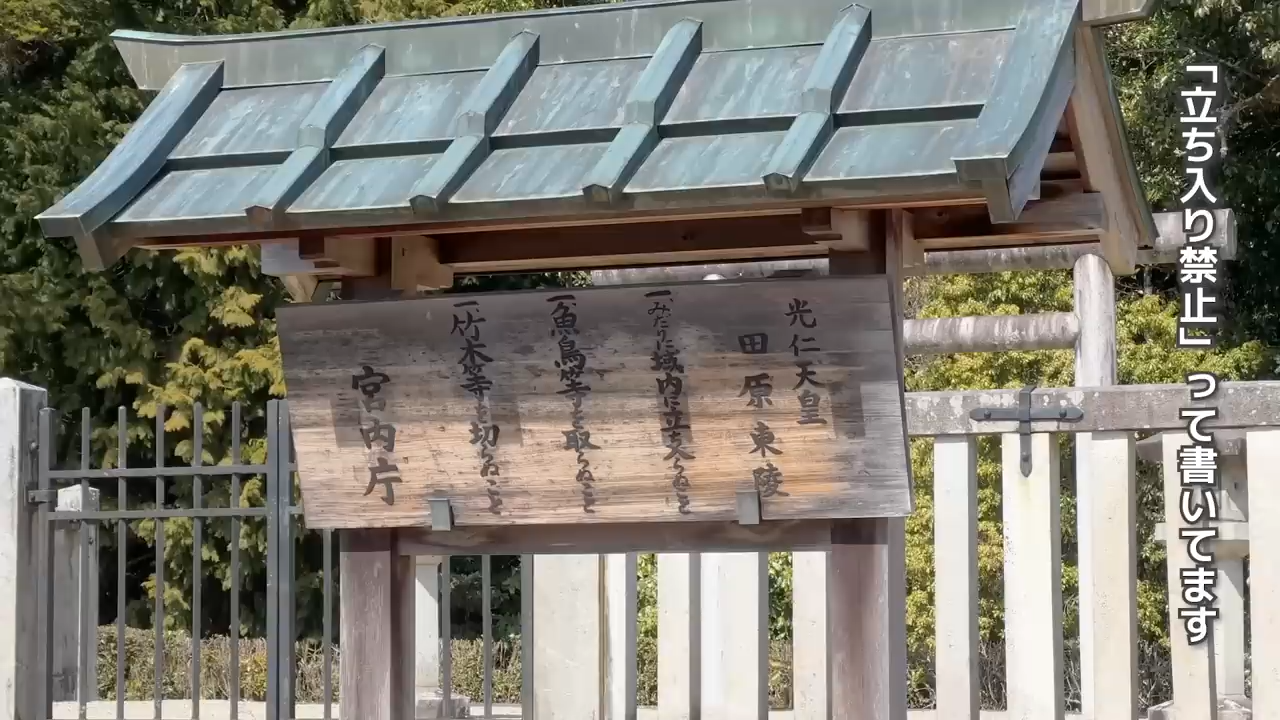 光仁天皇
田原東陵
一、みだりに域内に立入らぬこと
一、魚鳥等を取らぬこと
一、竹木等を切らぬこと
宮内庁
「立ち入り禁止」って書いてます